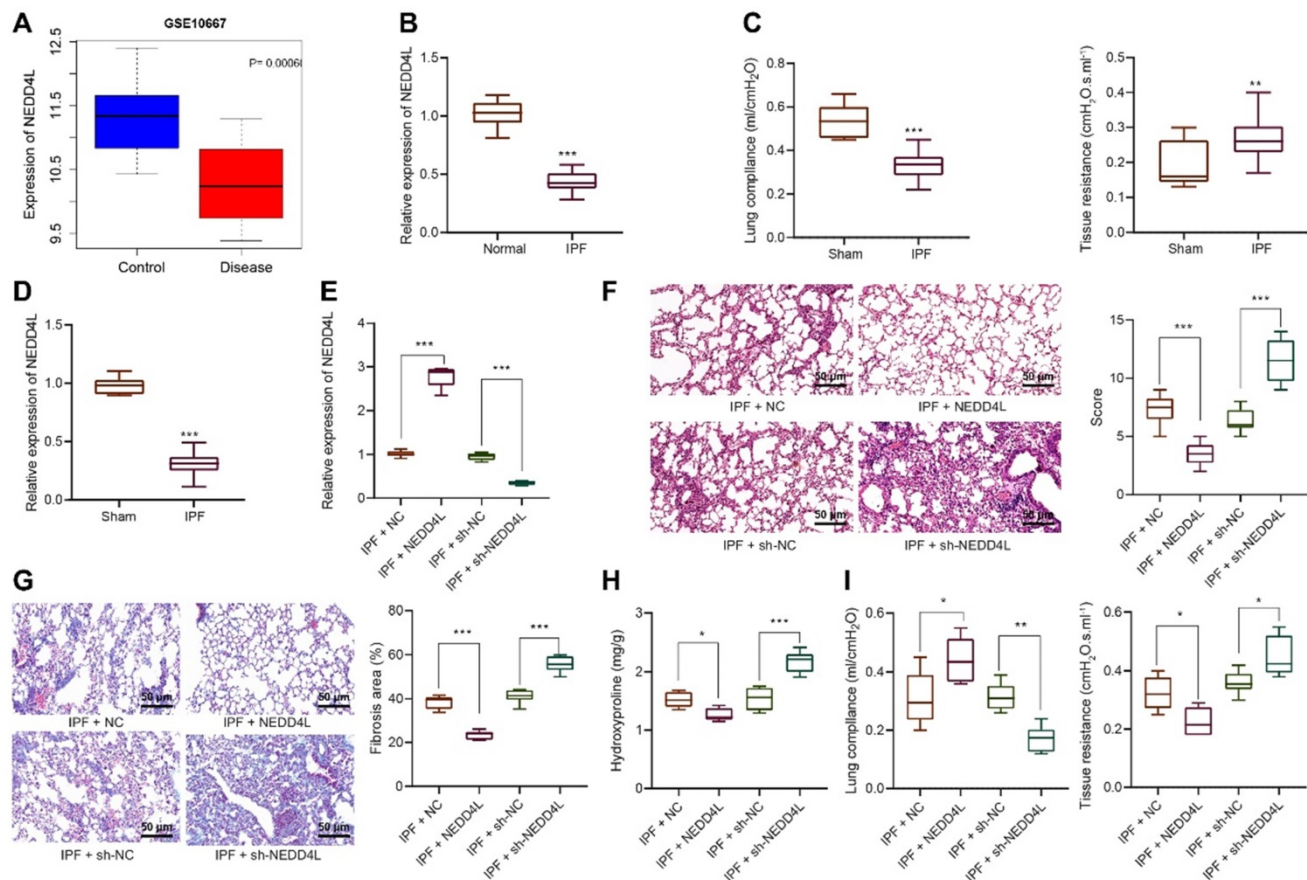 A
GSE10667
Expression of NEDD4L
12.5
11.5
10.5
9.5
P= 0.0006
Control
Disease
B
Relative expression of NEDD4L
1.5
1.0
0.5
0.0
***
Normal
IPF
C
Lung compliance (ml/cmH₂O)
0.8
0.6
0.4
0.2
0.0
***
Sham
IPF
Tissue resistance (cmH₂O.s.ml⁻¹)
0.5
0.4
0.3
0.2
0.1
0.0
**
Sham
IPF
D
Relative expression of NEDD4L
1.5
1.0
0.5
0.0
***
Sham
IPF
E
Relative expression of NEDD4L
4
3
2
1
0
***
***
IPF + NC
IPF + NEDD4L
IPF + sh-NC
IPF + sh-NEDD4L
F
50 µm
50 µm
IPF + NC
IPF + NEDD4L
50 µm
50 µm
IPF + sh-NC
IPF + sh-NEDD4L
Score
15
10
5
0
***
***
IPF + NC
IPF + NEDD4L
IPF + sh-NC
IPF + sh-NEDD4L
G
50 µm
50 µm
IPF + NC
IPF + NEDD4L
50 µm
50 µm
IPF + sh-NC
IPF + sh-NEDD4L
Fibrosis area (%)
80
60
40
20
0
***
***
IPF + NC
IPF + NEDD4L
IPF + sh-NC
IPF + sh-NEDD4L
H
Hydroxyproline (mg/g)
3
2
1
0
*
***
IPF + NC
IPF + NEDD4L
IPF + sh-NC
IPF + sh-NEDD4L
I
Lung compliance (ml/cmH₂O)
0.6
0.4
0.2
0.0
*
**
IPF + NC
IPF + NEDD4L
IPF + sh-NC
IPF + sh-NEDD4L
Tissue resistance (cmH₂O.s.ml⁻¹)
0.6
0.4
0.2
0.0
*
*
IPF + NC
IPF + NEDD4L
IPF + sh-NC
IPF + sh-NEDD4L